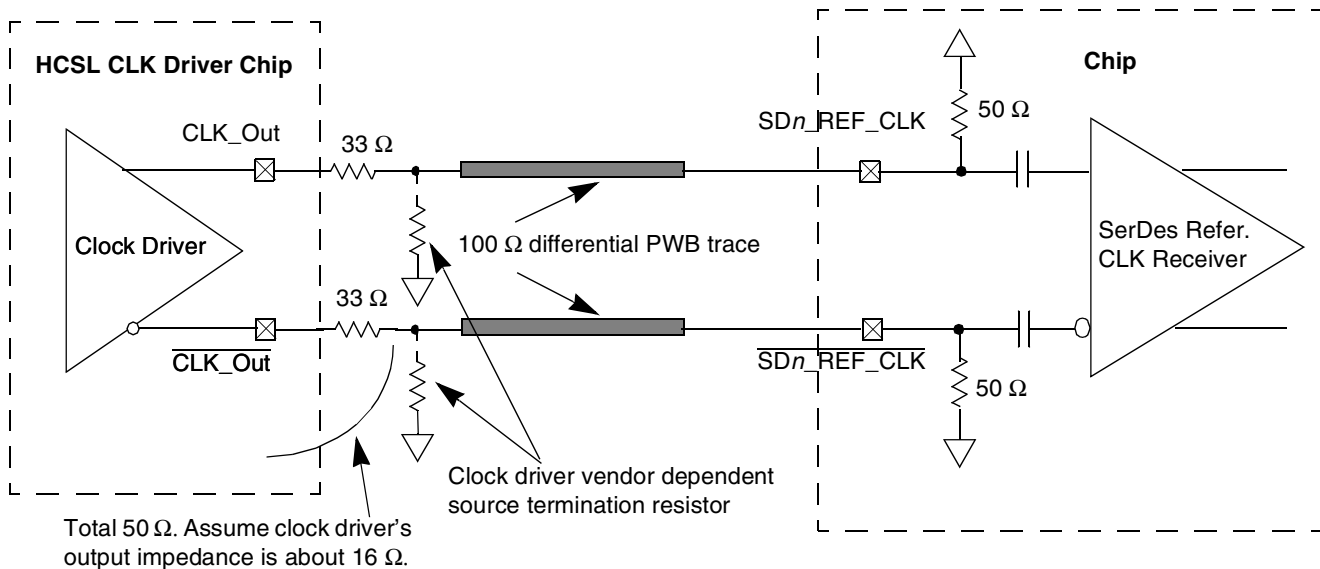 HCSL CLK Driver Chip
Chip
CLK_Out
33 Ω
SDn_REF_CLK
50 Ω
Clock Driver
100 Ω differential PWB trace
SerDes Refer.
CLK Receiver
33 Ω
CLK_Out
SDn_REF_CLK
50 Ω
Clock driver vendor dependent
source termination resistor
Total 50 Ω. Assume clock driver's
output impedance is about 16 Ω.